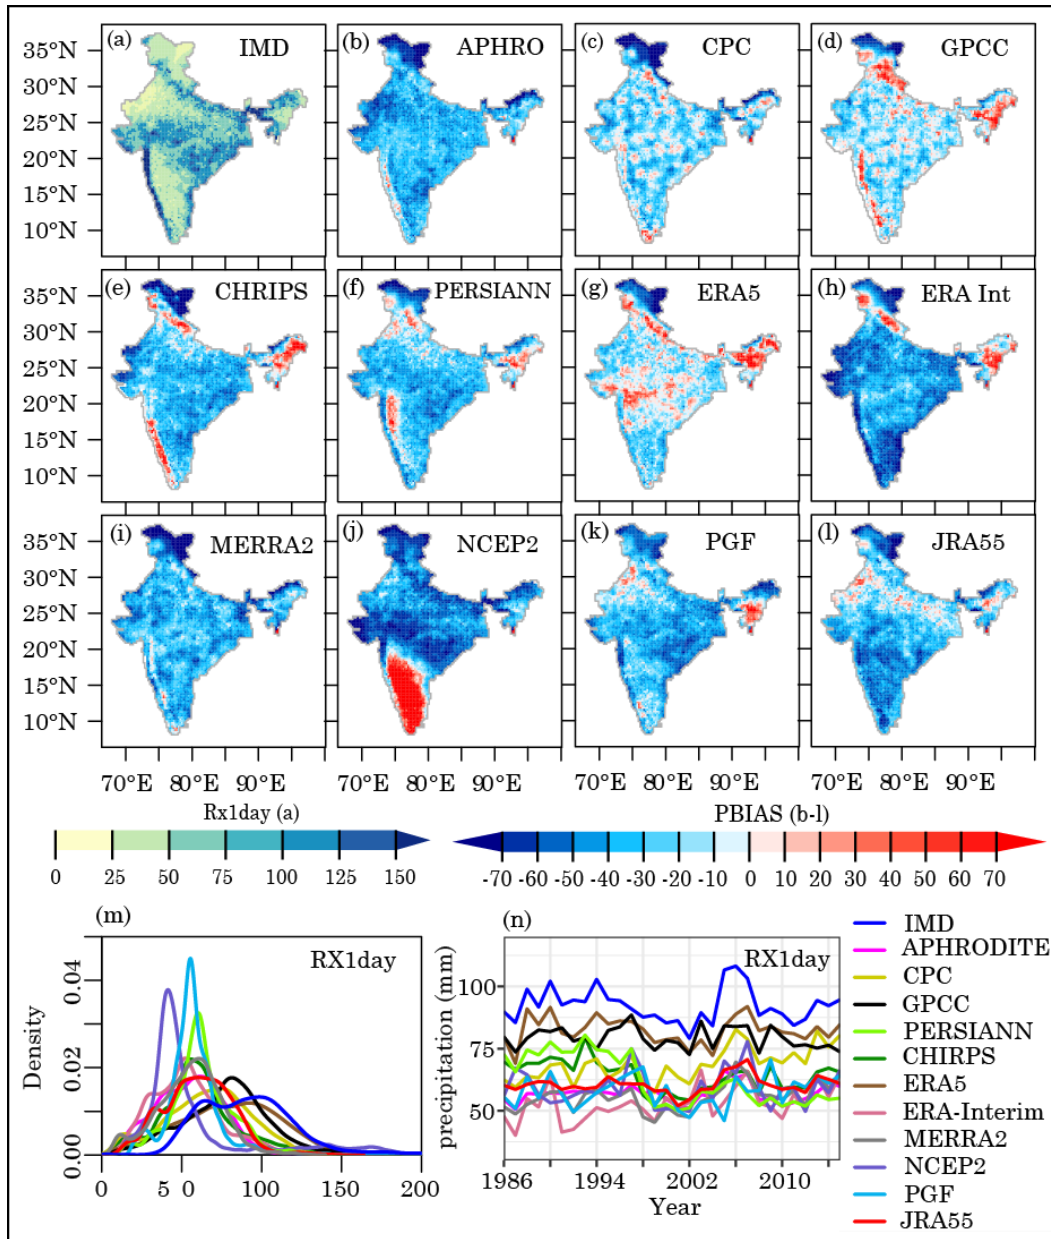 (a) IMD
(b) APHRO
(c) CPC
(d) GPCC
35°N
30°N
25°N
20°N
15°N
10°N
(e) CHRIPS
(f) PERSIANN
(g) ERA5
(h) ERA Int
35°N
30°N
25°N
20°N
15°N
10°N
(i) MERRA2
(j) NCEP2
(k) PGF
(l) JRA55
35°N
30°N
25°N
20°N
15°N
10°N
70°E 80°E 90°E 70°E 80°E 90°E 70°E 80°E 90°E 70°E 80°E 90°E
Rx1day (a)
0 25 50 75 100 125 150
PBIAS (b-l)
-70 -60 -50 -40 -30 -20 -10 0 10 20 30 40 50 60 70
(m)
RX1day
Density
0.04
0.02
0.00
0 5 0 100 150 200
(n)
RX1day
precipitation (mm)
100
75
50
1986 1994 2002 2010
Year
IMD
APHRODITE
CPC
GPCC
PERSIANN
CHIRPS
ERA5
ERA-Interim
MERRA2
NCEP2
PGF
JRA55